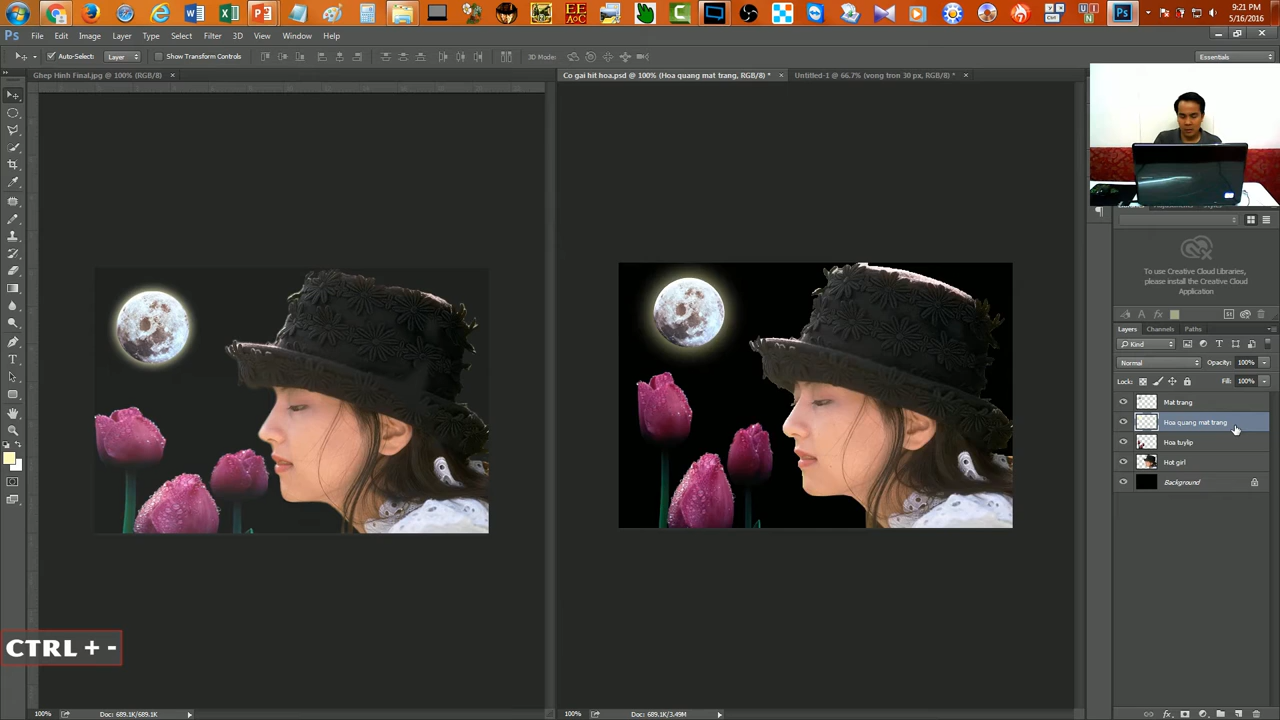 9:21 PM
5/16/2016
File Edit Image Layer Type Select Filter 3D View Window Help
Auto-Select: Layer Show Transform Controls 3D Mode: Essentials
Ghep Hinh Final.jpg @ 100% (RGB/8) ×
Co gai hit hoa.psd @ 100% (Hoa quang mat trang, RGB/8) * ×
Untitled-1 @ 66.7% (vong tron 30 px, RGB/8) * ×
To use Creative Cloud Libraries,
please install the Creative Cloud
Application
Layers Channels Paths
Kind
Normal Opacity: 100%
Lock: Fill: 100%
Mat trang
Hoa quang mat trang
Hoa tuylip
Hot girl
Background
CTRL + -
100% Doc: 689.1K/689.1K
100% Doc: 689.1K/3.49M